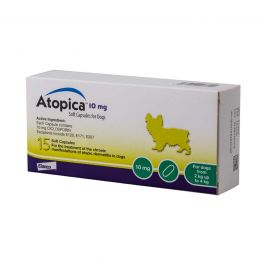 Atopica™ 10 mg
Soft Capsules for Dogs
Active Ingredient:
Each Capsule contains
10 mg CICLOSPORIN
15 Soft Capsules
For the treatment of the chronic
manifestations of atopic dermatitis in dogs
10 mg
For dogs
from
2 kg up
to 4 kg